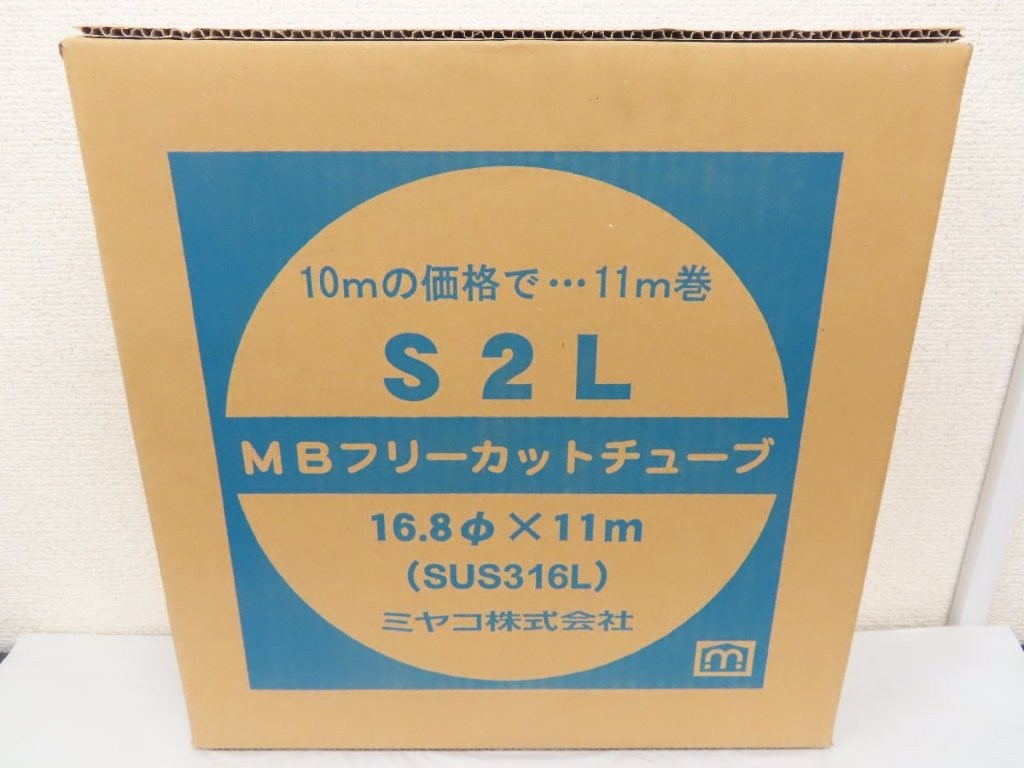 10mの価格で…11m巻
S2L
MBフリーカットチューブ
16.8φ×11m
(SUS316L)
ミヤコ株式会社
m